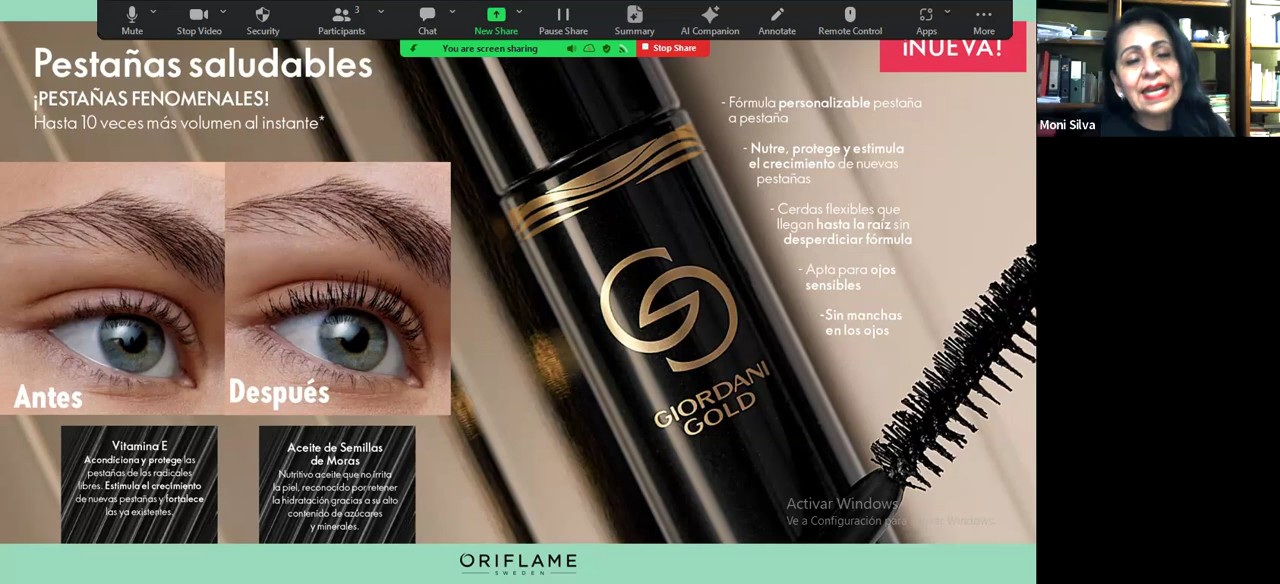 Mute
Stop Video
Security
Participants
3
Chat
New Share
Pause Share
Summary
AI Companion
Annotate
Remote Control
Apps
More
You are screen sharing
Stop Share
Pestañas saludables
¡PESTAÑAS FENOMENALES!
Hasta 10 veces más volumen al instante*
¡NUEVA!
Moni Silva
- Fórmula personalizable pestaña
a pestaña
- Nutre, protege y estimula
el crecimiento de nuevas
pestañas
- Cerdas flexibles que
llegan hasta la raíz sin
desperdiciar fórmula
- Apta para ojos
sensibles
-Sin manchas
en los ojos
Antes
Después
GIORDANI
GOLD
Vitamina E
Acondiciona y protege las
pestañas de los radicales
libres. Estimula el crecimiento
de nuevas pestañas y fortalece
las ya existentes.
Aceite de Semillas
de Moras
Nutritivo aceite que no irrita
la piel, reconocido por retener
la hidratación gracias a su alto
contenido de azúcares
y minerales.
Activar Windows
Ve a Configuración para Windows.
ORIFLAME
SWEDEN